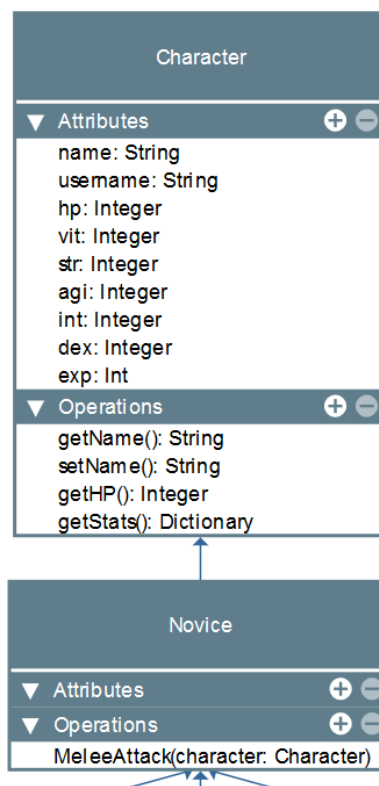 Character
Attributes
name: String
username: String
hp: Integer
vit: Integer
str: Integer
agi: Integer
int: Integer
dex: Integer
exp: Int
Operations
getName(): String
setName(): String
getHP(): Integer
getStats(): Dictionary
Novice
Attributes
Operations
MeleeAttack(character: Character)